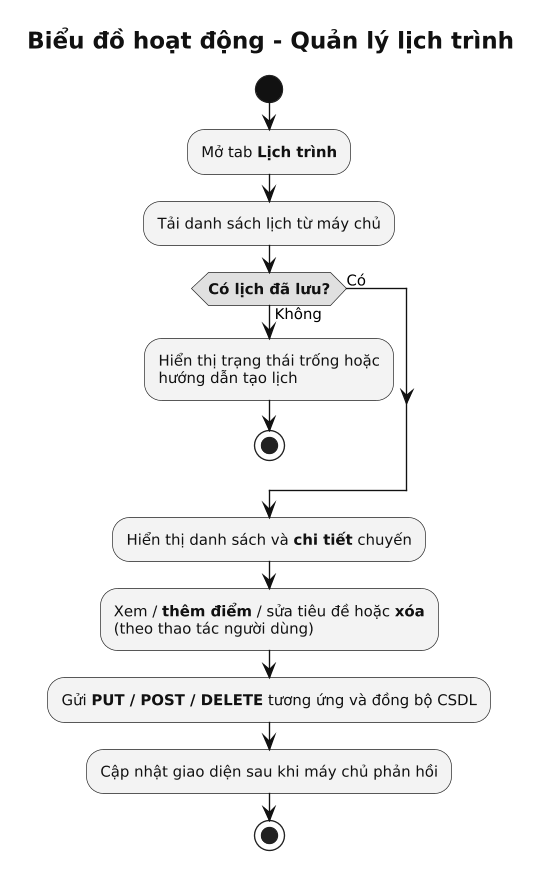 Biểu đồ hoạt động - Quản lý lịch trình
Mở tab Lịch trình
Tải danh sách lịch từ máy chủ
Có lịch đã lưu?
Có
Không
Hiển thị trạng thái trống hoặc
hướng dẫn tạo lịch
Hiển thị danh sách và chi tiết chuyến
Xem / thêm điểm / sửa tiêu đề hoặc xóa
(theo thao tác người dùng)
Gửi PUT / POST / DELETE tương ứng và đồng bộ CSDL
Cập nhật giao diện sau khi máy chủ phản hồi